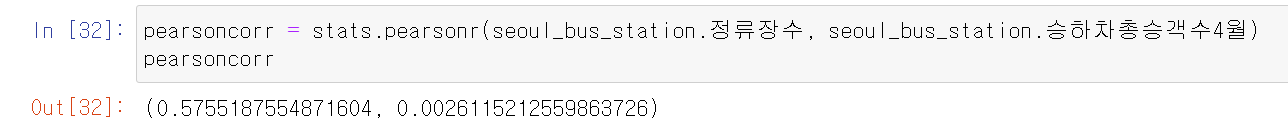 In [32]: pearsoncorr = stats.pearsonr(seoul_bus_station.정류장수, seoul_bus_station.승하차총승객수4월)
pearsoncorr
Out[32]: (0.5755187554871604, 0.0026115212559863726)